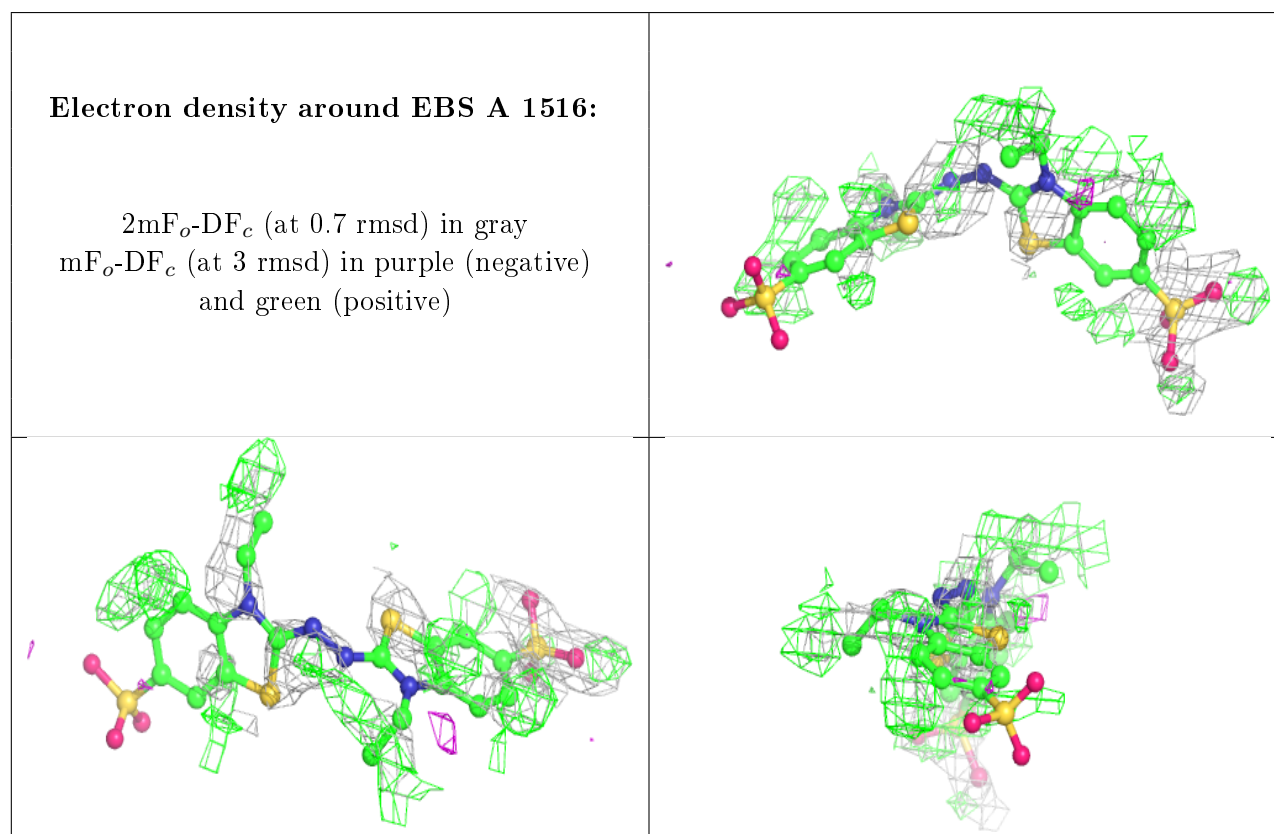 Electron density around EBS A 1516:
2mFₒ-DF𝒸 (at 0.7 rmsd) in gray
mFₒ-DF𝒸 (at 3 rmsd) in purple (negative)
and green (positive)